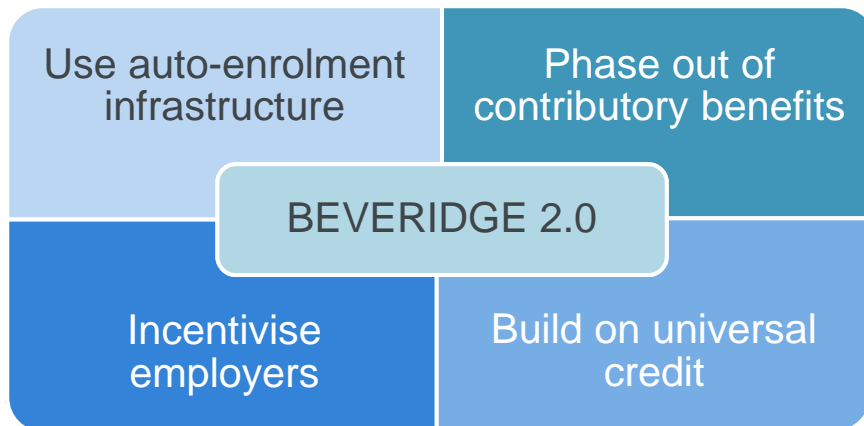 Use auto-enrolment
infrastructure
Phase out of
contributory benefits
BEVERIDGE 2.0
Incentivise
employers
Build on universal
credit